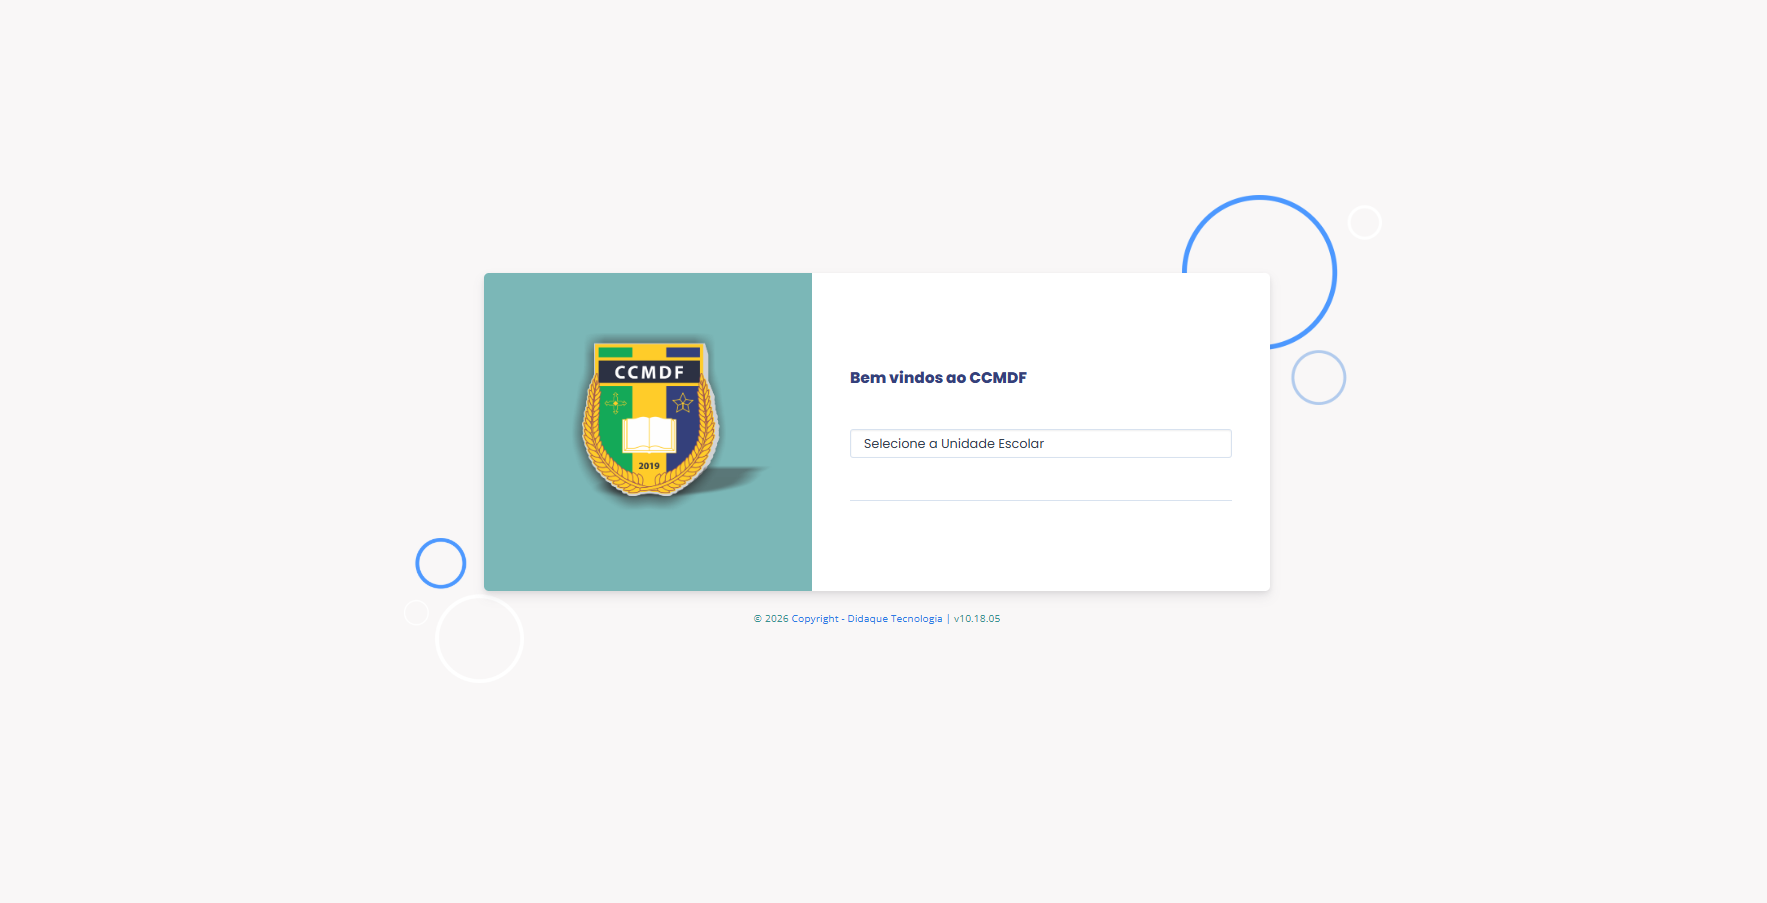 CCMDF
2019
Bem vindos ao CCMDF
Selecione a Unidade Escolar
© 2026 Copyright - Didaque Tecnologia | v10.18.05